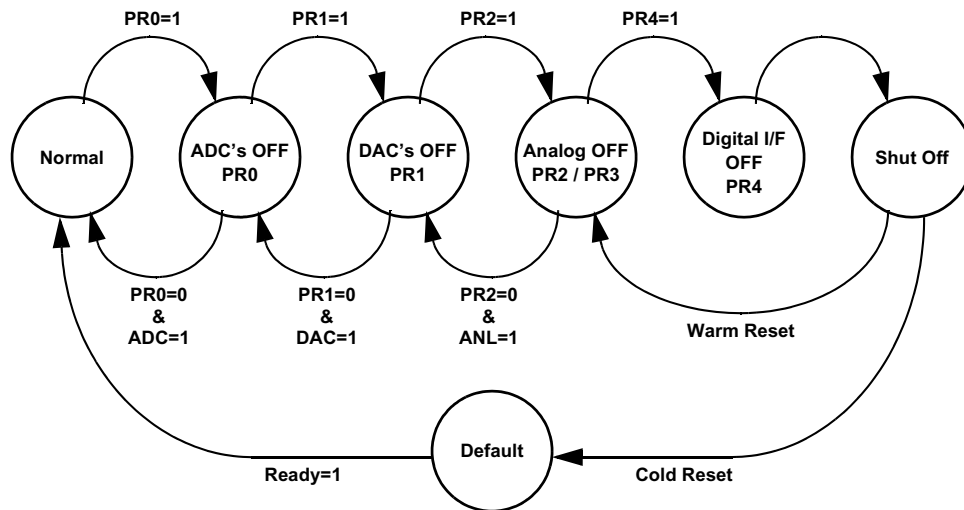 PR0=1
PR1=1
PR2=1
PR4=1
Normal
ADC's OFF
PR0
DAC's OFF
PR1
Analog OFF
PR2 / PR3
Digital I/F
OFF
PR4
Shut Off
PR0=0
&
ADC=1
PR1=0
&
DAC=1
PR2=0
&
ANL=1
Warm Reset
Default
Ready=1
Cold Reset